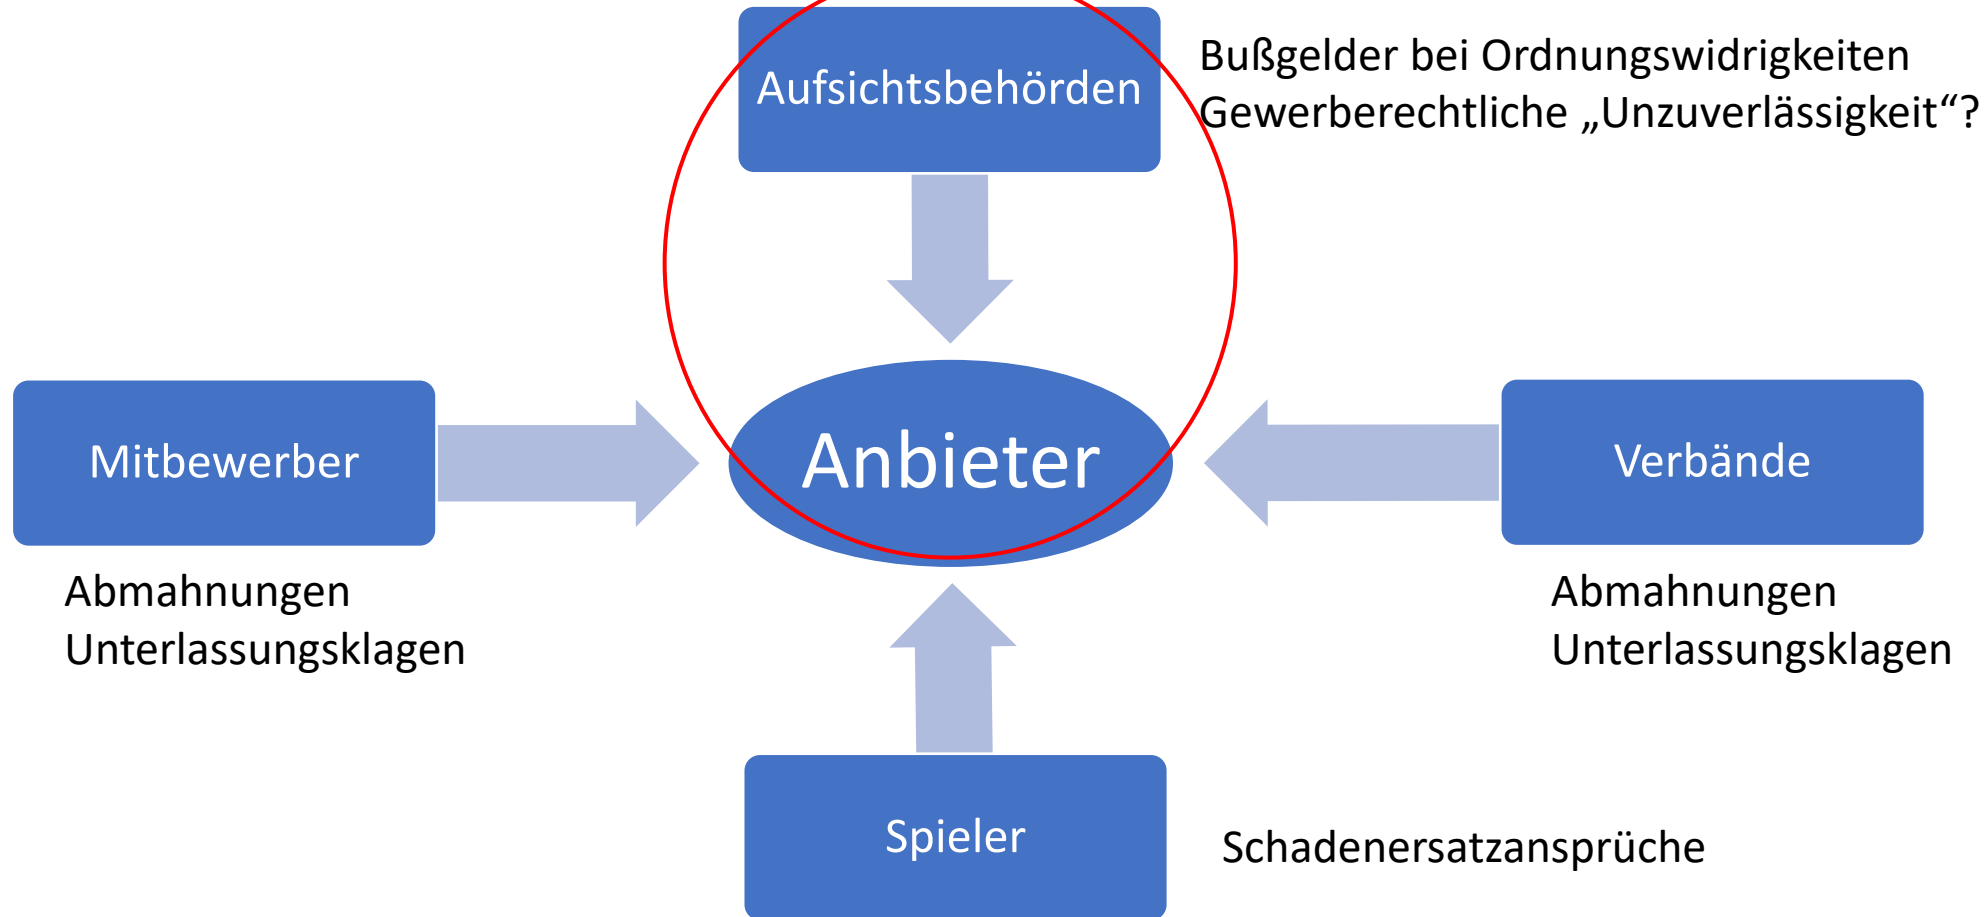 Aufsichtsbehörden
Bußgelder bei Ordnungswidrigkeiten
Gewerberechtliche „Unzuverlässigkeit“?
Mitbewerber
Anbieter
Verbände
Abmahnungen
Unterlassungsklagen
Abmahnungen
Unterlassungsklagen
Spieler
Schadenersatzansprüche